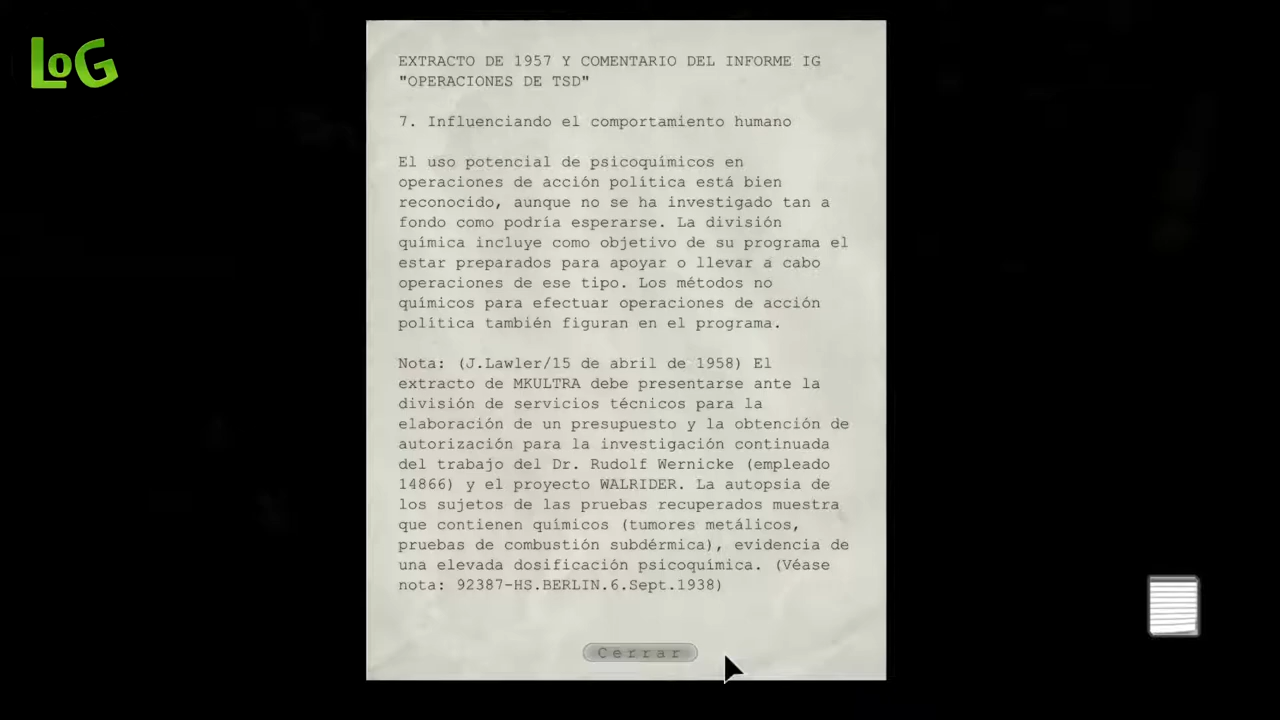 LoG
EXTRACTO DE 1957 Y COMENTARIO DEL INFORME IG
"OPERACIONES DE TSD"
7. Influenciando el comportamiento humano
El uso potencial de psicoquímicos en
operaciones de acción política está bien
reconocido, aunque no se ha investigado tan a
fondo como podría esperarse. La división
química incluye como objetivo de su programa el
estar preparados para apoyar o llevar a cabo
operaciones de ese tipo. Los métodos no
químicos para efectuar operaciones de acción
política también figuran en el programa.
Nota: (J.Lawler/15 de abril de 1958) El
extracto de MKULTRA debe presentarse ante la
división de servicios técnicos para la
elaboración de un presupuesto y la obtención de
autorización para la investigación continuada
del trabajo del Dr. Rudolf Wernicke (empleado
14866) y el proyecto WALRIDER. La autopsia de
los sujetos de las pruebas recuperados muestra
que contienen químicos (tumores metálicos,
pruebas de combustión subdérmica), evidencia de
una elevada dosificación psicoquímica. (Véase
nota: 92387-HS.BERLIN.6.Sept.1938)
Cerrar